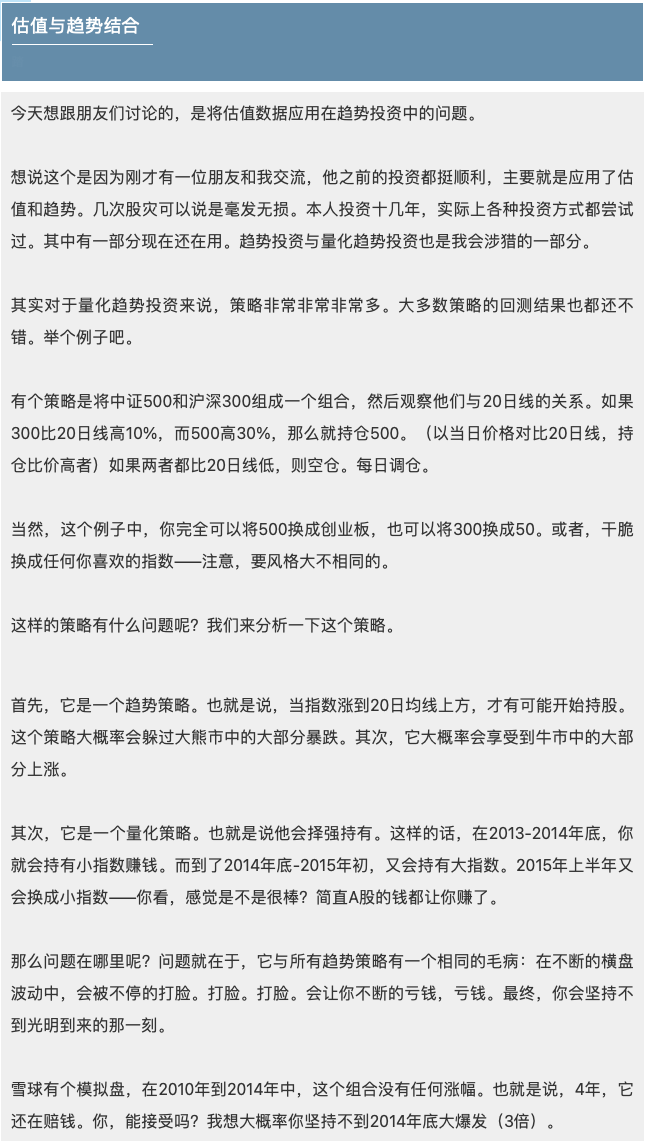 估值与趋势结合
今天想跟朋友们讨论的，是将估值数据应用在趋势投资中的问题。
想说这个是因为刚才有一位朋友和我交流，他之前的投资都挺顺利，主要就是应用了估
值和趋势。几次股灾可以说是毫发无损。本人投资十几年，实际上各种投资方式都尝试
过。其中有一部分现在还在用。趋势投资与量化趋势投资也是我会涉猎的一部分。
其实对于量化趋势投资来说，策略非常非常非常多。大多数策略的回测结果也都还不
错。举个例子吧。
有个策略是将中证500和沪深300组成一个组合，然后观察他们与20日线的关系。如果
300比20日线高10%，而500高30%，那么就持仓500。（以当日价格对比20日线，持
仓比价高者）如果两者都比20日线低，则空仓。每日调仓。
当然，这个例子中，你完全可以将500换成创业板，也可以将300换成50。或者，干脆
换成任何你喜欢的指数——注意，要风格大不相同的。
这样的策略有什么问题呢？我们来分析一下这个策略。
首先，它是一个趋势策略。也就是说，当指数涨到20日均线上方，才有可能开始持股。
这个策略大概率会躲过大熊市中的大部分暴跌。其次，它大概率会享受到牛市中的大部
分上涨。
其次，它是一个量化策略。也就是说他会择强持有。这样的话，在2013-2014年底，你
就会持有小指数赚钱。而到了2014年底-2015年初，又会持有大指数。2015年上半年又
会换成小指数——你看，感觉是不是很棒？简直A股的钱都让你赚了。
那么问题在哪里呢？问题就在于，它与所有趋势策略有一个相同的毛病：在不断的横盘
波动中，会被不停的打脸。打脸。打脸。会让你不断的亏钱，亏钱。最终，你会坚持不
到光明到来的那一刻。
雪球有个模拟盘，在2010年到2014年中，这个组合没有任何涨幅。也就是说，4年，它
还在赔钱。你，能接受吗？我想大概率你坚持不到2014年底大爆发（3倍）。